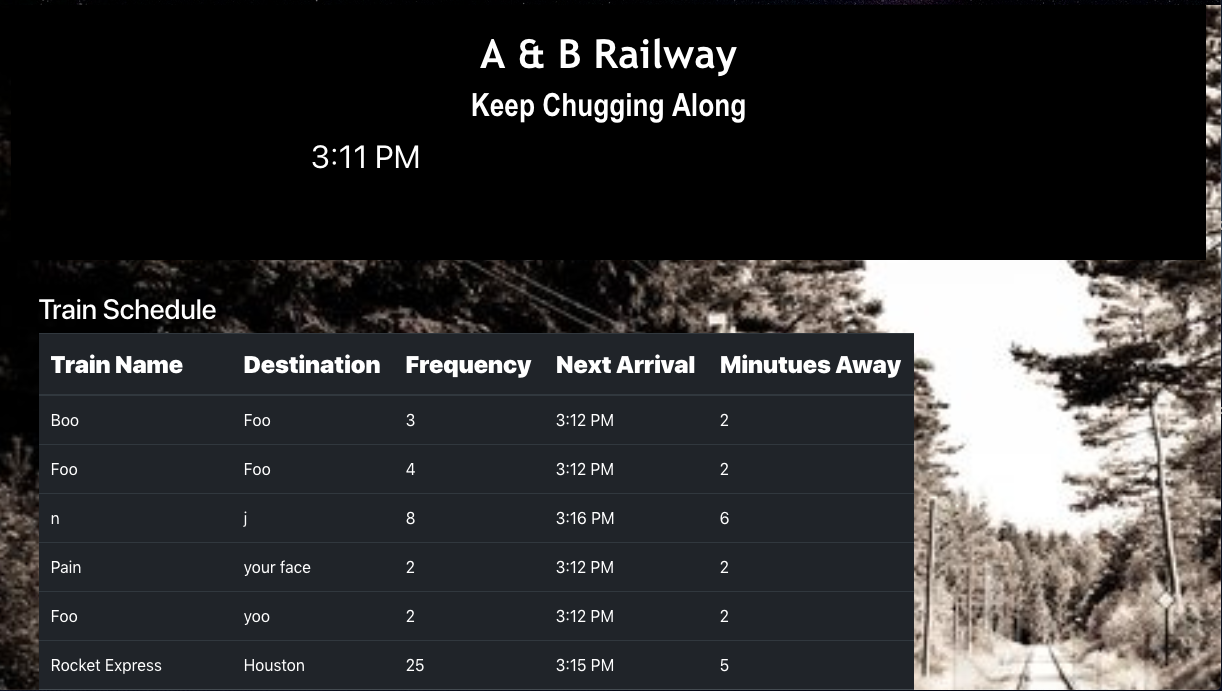 A & B Railway
Keep Chugging Along
3:11 PM
Train Schedule
Train Name Destination Frequency Next Arrival Minutues Away
Boo Foo 3 3:12 PM 2
Foo Foo 4 3:12 PM 2
n j 8 3:16 PM 6
Pain your face 2 3:12 PM 2
Foo yoo 2 3:12 PM 2
Rocket Express Houston 25 3:15 PM 5